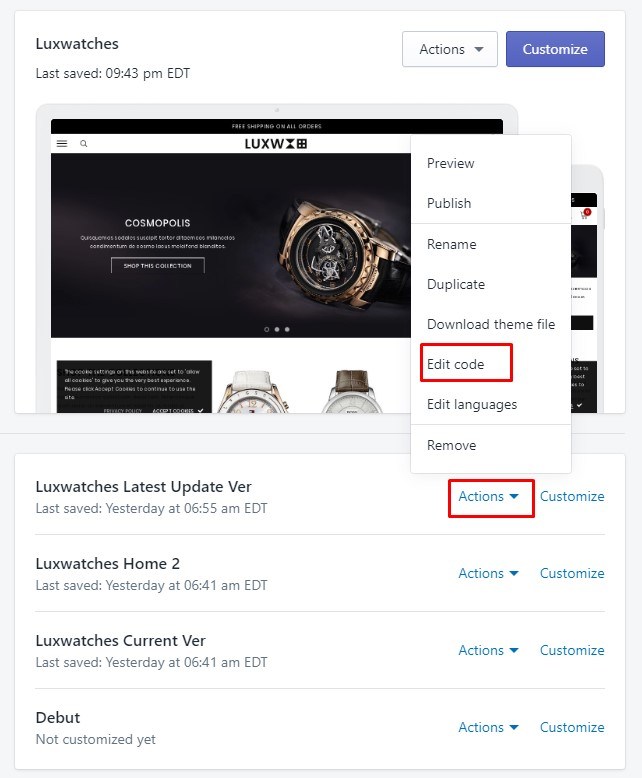 Luxwatches
Actions
Customize
Last saved: 09:43 pm EDT
FREE SHIPPING ON ALL ORDERS
LUXW
COSMOPOLIS
Quisquemos sodales suscipit tortor ditaemcos milanelos
condimentum de cosmo lacus meloifend blandites
SHOP THIS COLLECTION
The cookie settings on this website are set to 'allow
all cookies' to give you the very best experience.
Please click Accept Cookies to continue to use the
site.
PRIVACY POLICY
ACCEPT COOKIES
Preview
Publish
Rename
Duplicate
Download theme file
Edit code
Edit languages
Remove
Luxwatches Latest Update Ver
Last saved: Yesterday at 06:55 am EDT
Actions
Customize
Luxwatches Home 2
Last saved: Yesterday at 06:41 am EDT
Actions
Customize
Luxwatches Current Ver
Last saved: Yesterday at 06:41 am EDT
Actions
Customize
Debut
Not customized yet
Actions
Customize